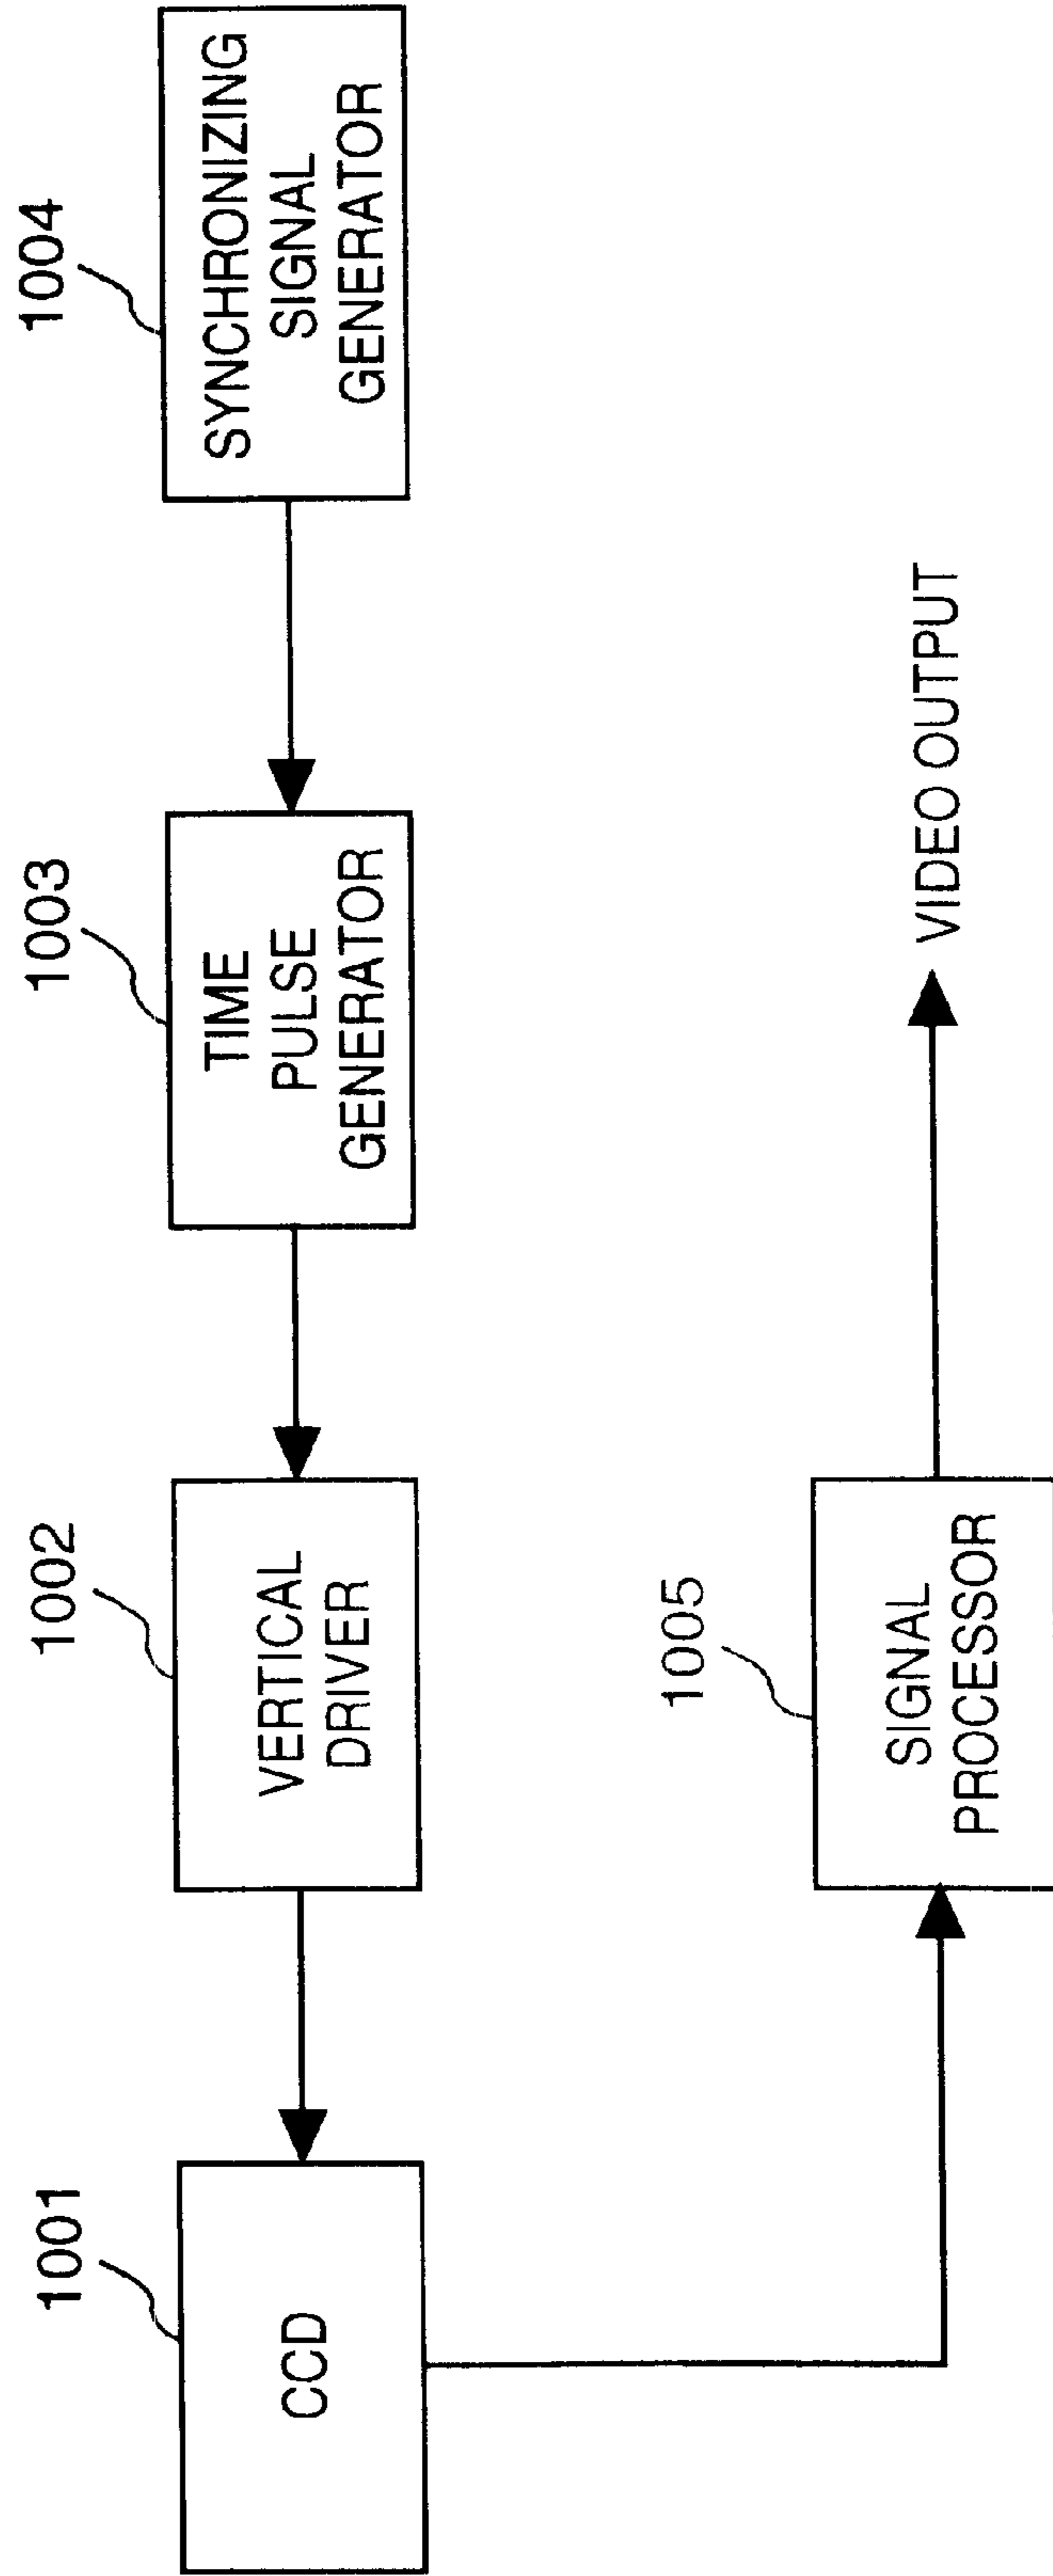 1001
CCD
1002
VERTICAL
DRIVER
1003
TIME
PULSE
GENERATOR
1004
SYNCHRONIZING
SIGNAL
GENERATOR
1005
SIGNAL
PROCESSOR
VIDEO OUTPUT